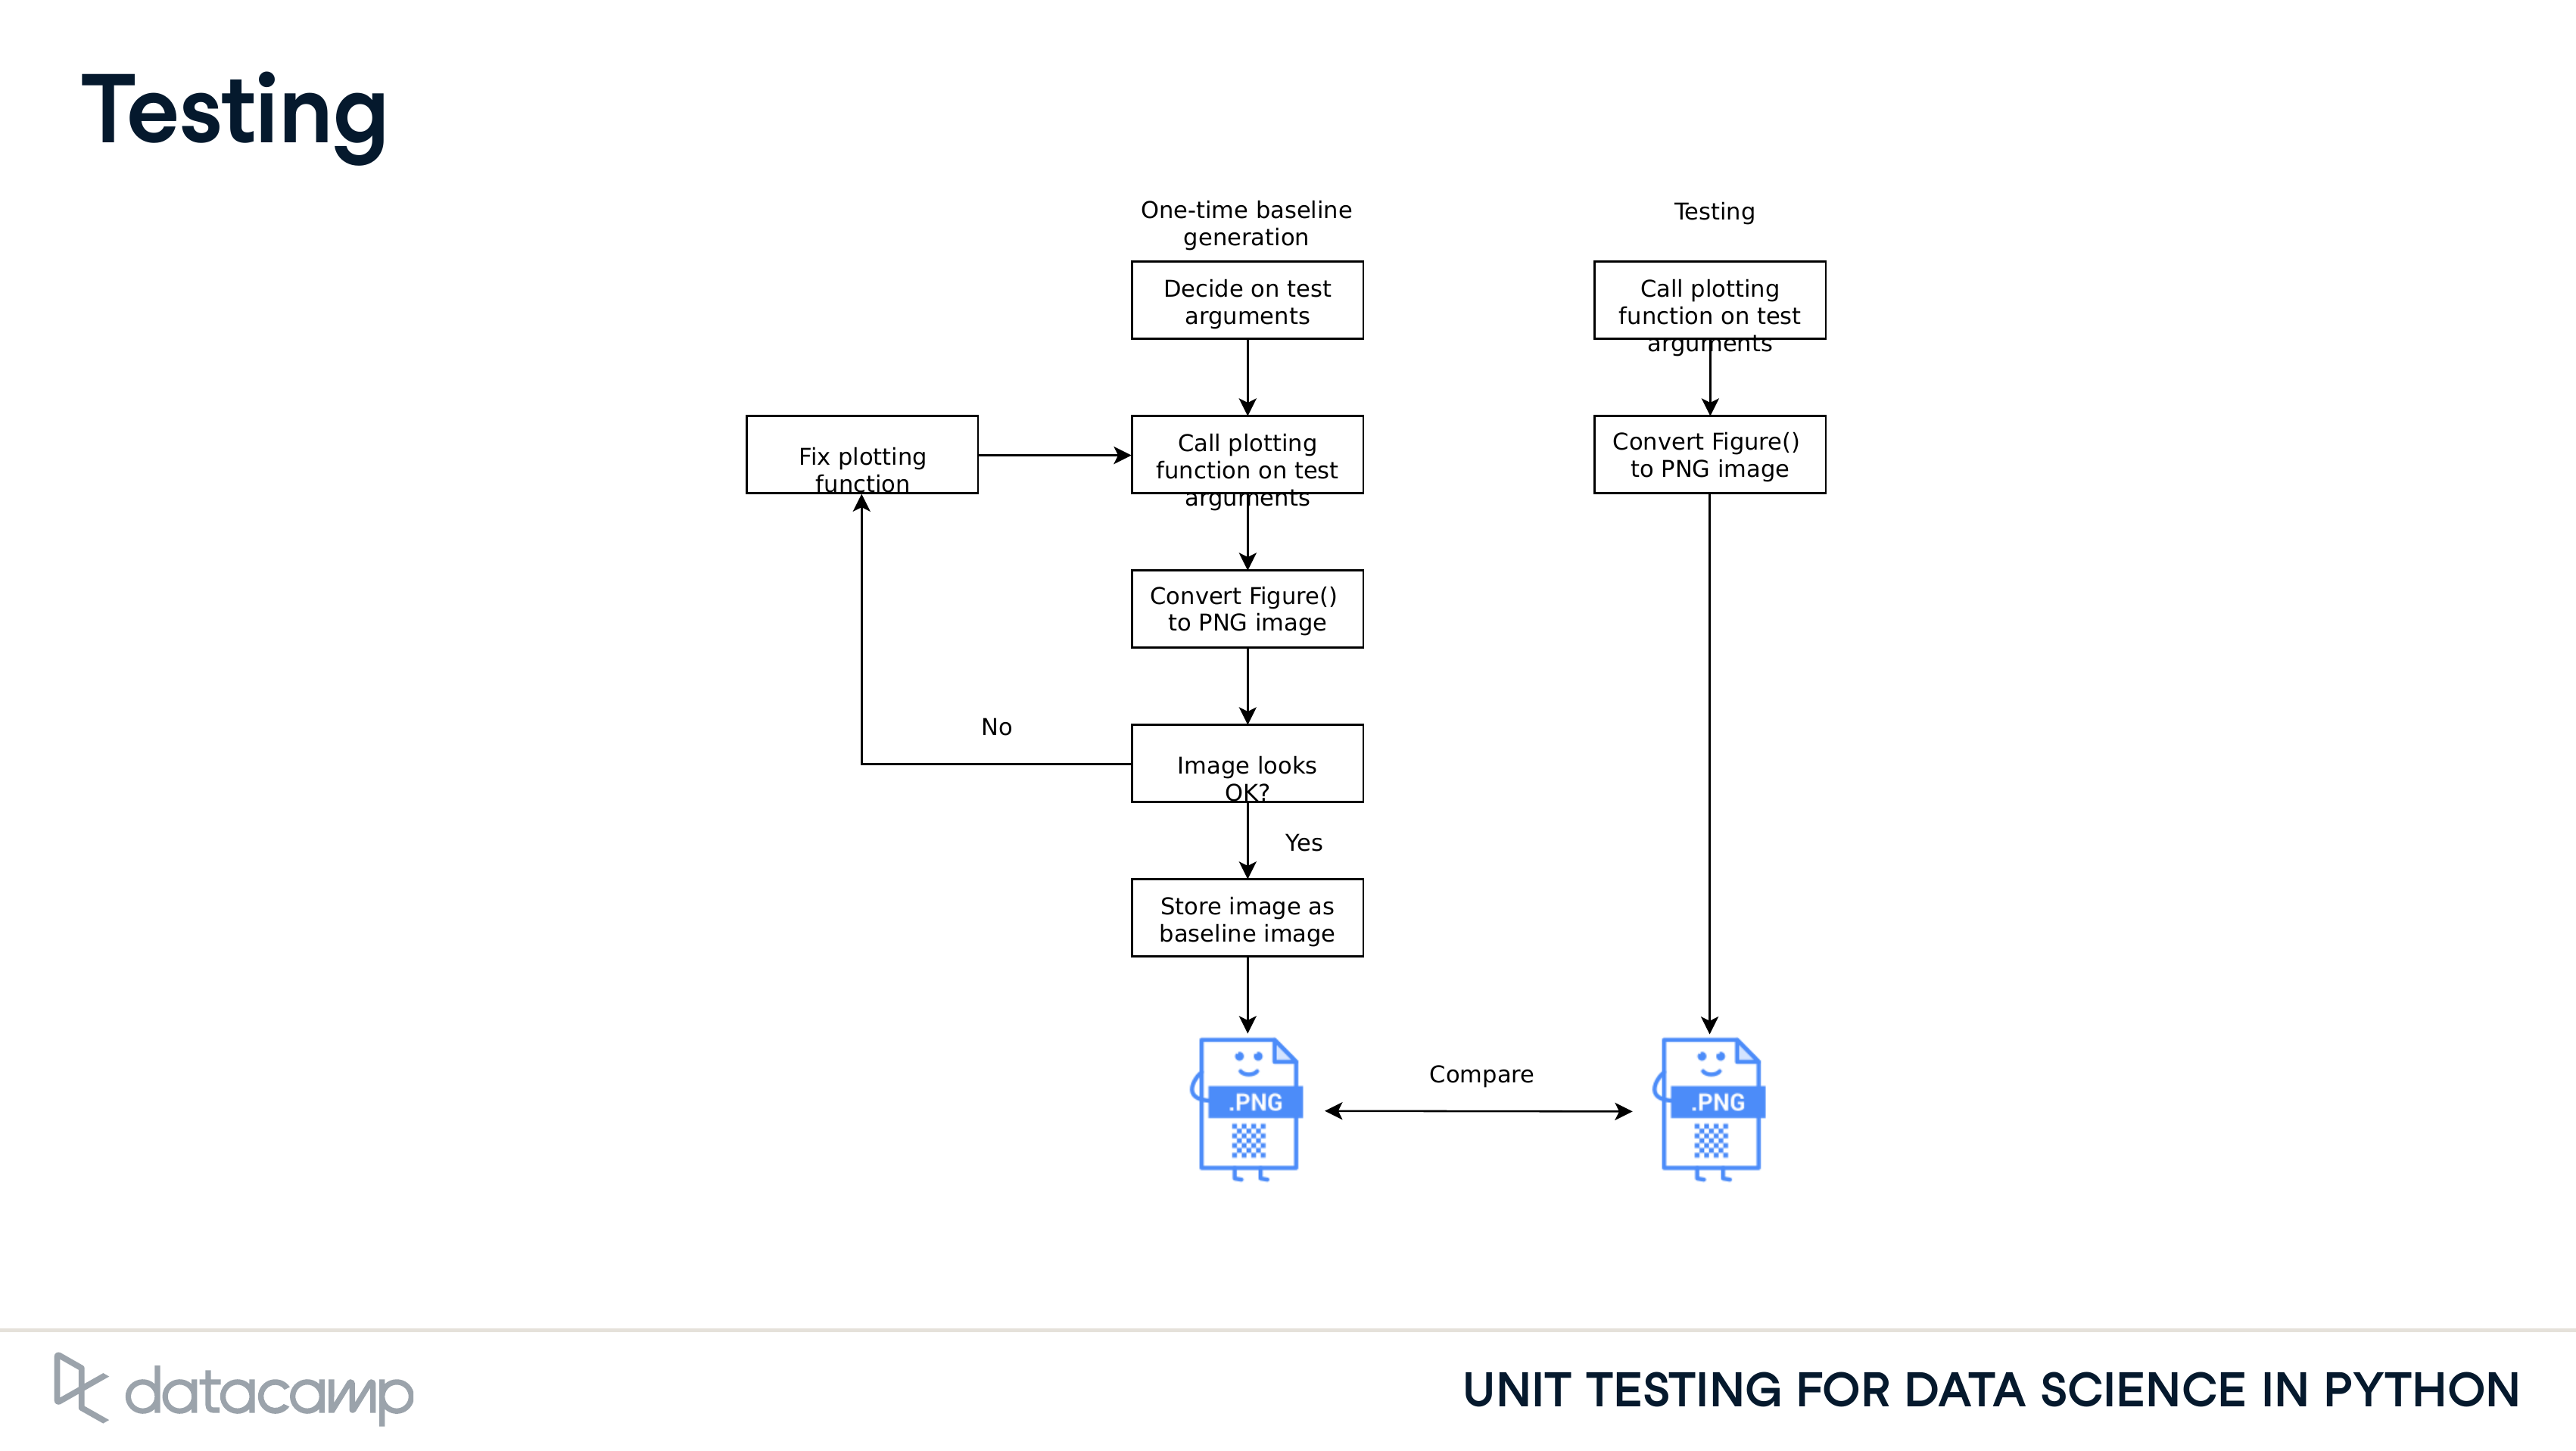 Testing
One-time baseline
generation
Testing
Decide on test
arguments
Call plotting
function on test
arguments
Fix plotting
function
Call plotting
function on test
arguments
Convert Figure()
to PNG image
Convert Figure()
to PNG image
No
Image looks
OK?
Yes
Store image as
baseline image
Compare
.PNG
.PNG
datacamp
UNIT TESTING FOR DATA SCIENCE IN PYTHON